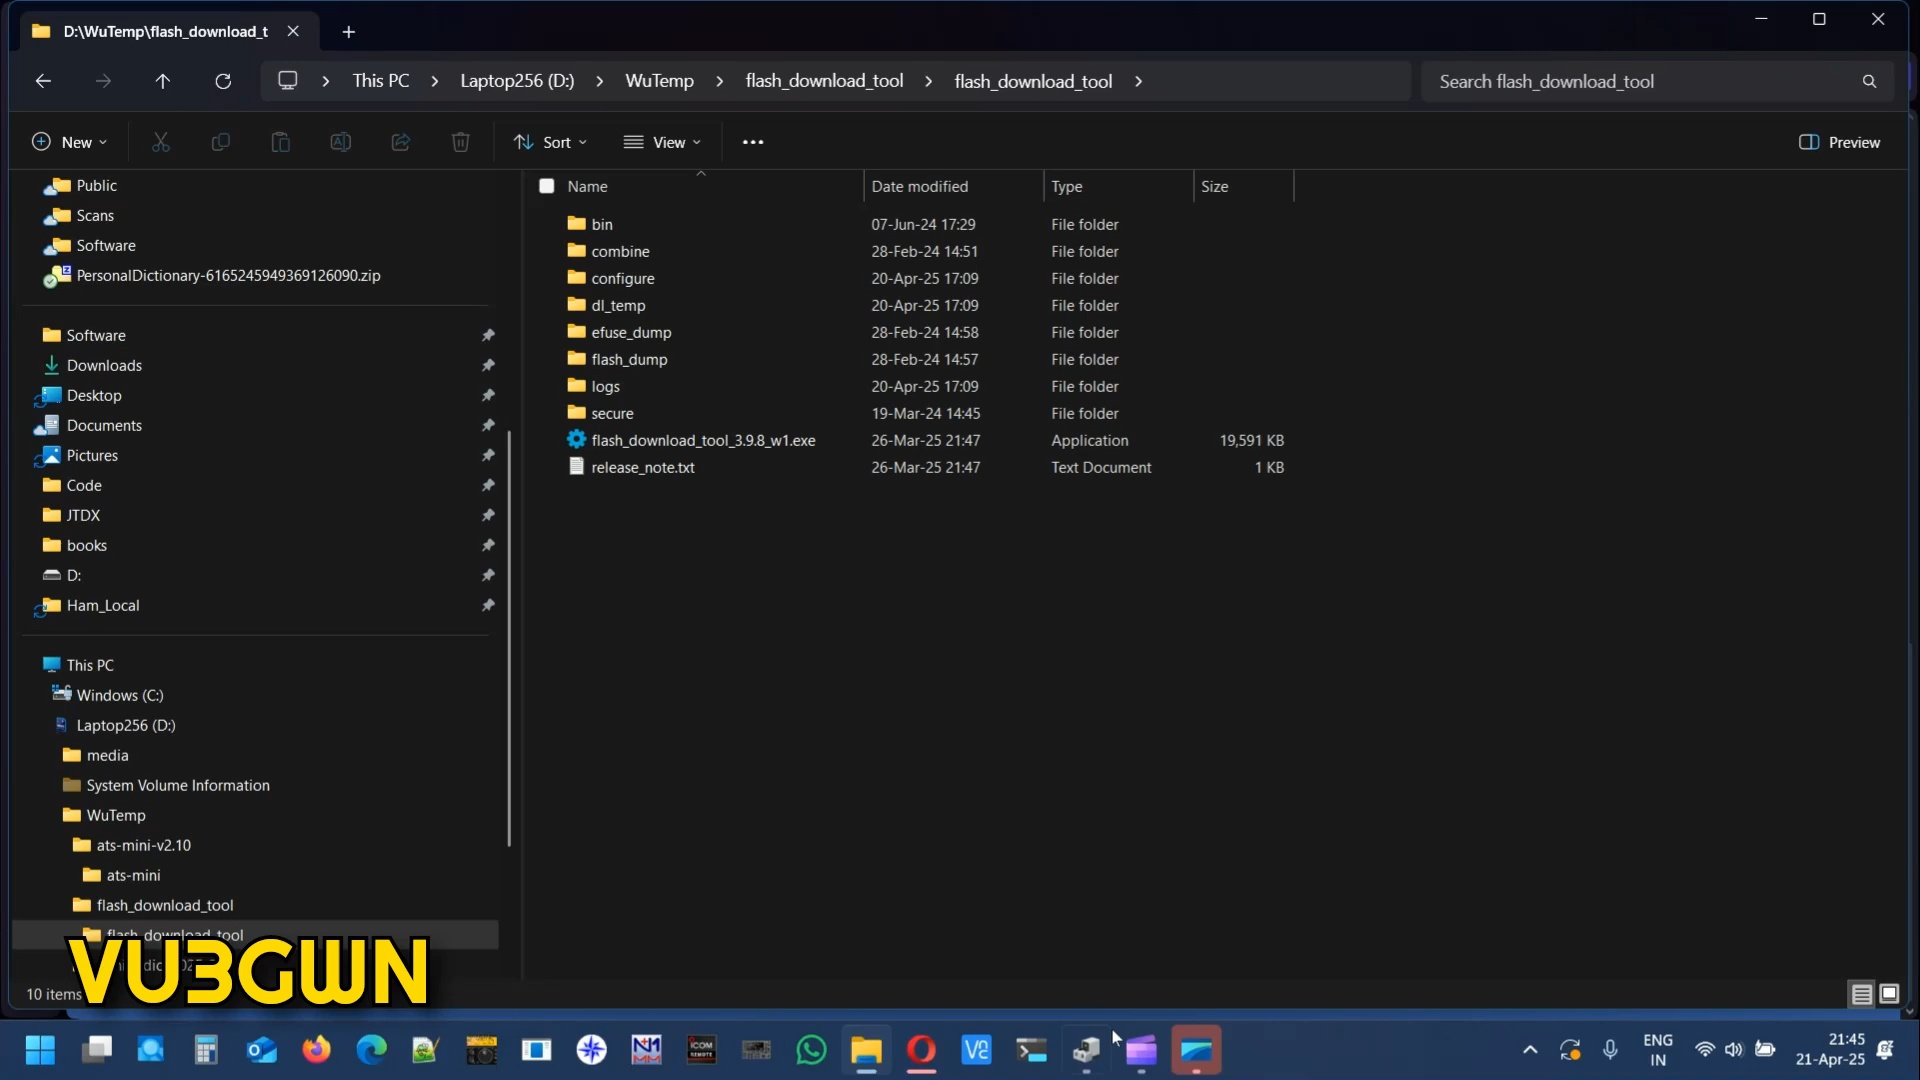 D:\WuTemp\flash_download_t
This PC
Laptop256 (D:)
WuTemp
flash_download_tool
flash_download_tool
Search flash_download_tool
New
Sort
View
Preview
Public
Scans
Software
PersonalDictionary-6165245949369126090.zip
Software
Downloads
Desktop
Documents
Pictures
Code
JTDX
books
D:
Ham_Local
This PC
Windows (C:)
Laptop256 (D:)
media
System Volume Information
WuTemp
ats-mini-v2.10
ats-mini
flash_download_tool
flash_download_tool
10 items
VU3GWN
Name Date modified Type Size
bin 07-Jun-24 17:29 File folder
combine 28-Feb-24 14:51 File folder
configure 20-Apr-25 17:09 File folder
dl_temp 20-Apr-25 17:09 File folder
efuse_dump 28-Feb-24 14:58 File folder
flash_dump 28-Feb-24 14:57 File folder
logs 20-Apr-25 17:09 File folder
secure 19-Mar-24 14:45 File folder
flash_download_tool_3.9.8_w1.exe 26-Mar-25 21:47 Application 19,591 KB
release_note.txt 26-Mar-25 21:47 Text Document 1 KB
ENG
IN
21:45
21-Apr-25